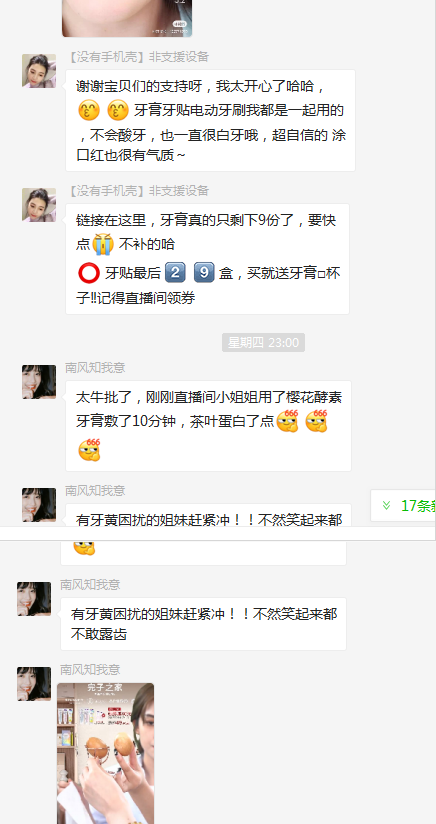 【没有手机壳】非支援设备
谢谢宝贝们的支持呀，我太开心了哈哈，
😙 😙 牙膏牙贴电动牙刷我都是一起用的
，不会酸牙，也一直很白牙哦，超自信的 涂
口红也很有气质～
【没有手机壳】非支援设备
链接在这里，牙膏真的只剩下9份了，要快
点😭 不补的哈
⭕ 牙贴最后 2️⃣ 9️⃣ 盒，买就送牙膏□杯
子‼记得直播间领券
星期四 23:00
南风知我意
太牛批了，刚刚直播间小姐姐用了樱花酵素
牙膏敷了10分钟，茶叶蛋白了点666 666
666
南风知我意
有牙黄困扰的姐妹赶紧冲！！不然笑起来都
17条
南风知我意
有牙黄困扰的姐妹赶紧冲！！不然笑起来都
不敢露齿
南风知我意
完子之家